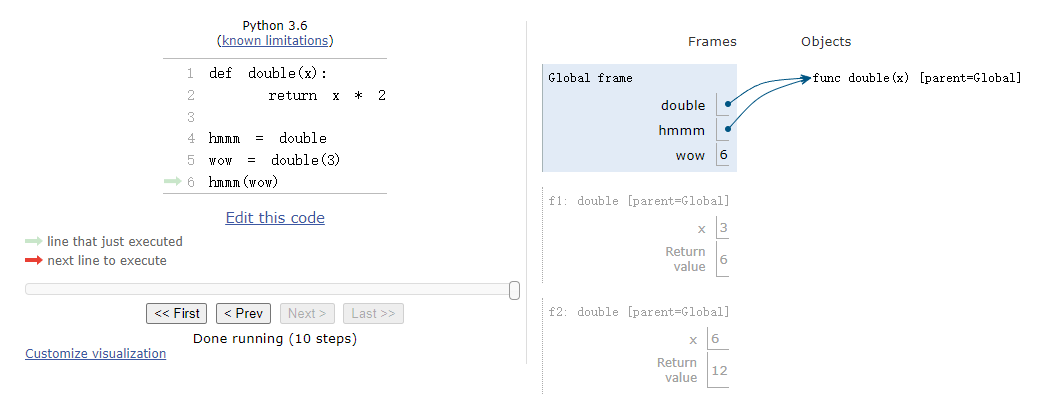 Python 3.6
(known limitations)
1 def double(x):
2 return x * 2
3
4 hmmm = double
5 wow = double(3)
6 hmmm(wow)
Edit this code
line that just executed
next line to execute
<< First < Prev Next > Last >>
Done running (10 steps)
Customize visualization
Frames Objects
Global frame
func double(x) [parent=Global]
double
hmmm
wow 6
f1: double [parent=Global]
x 3
Return
value 6
f2: double [parent=Global]
x 6
Return
value 12